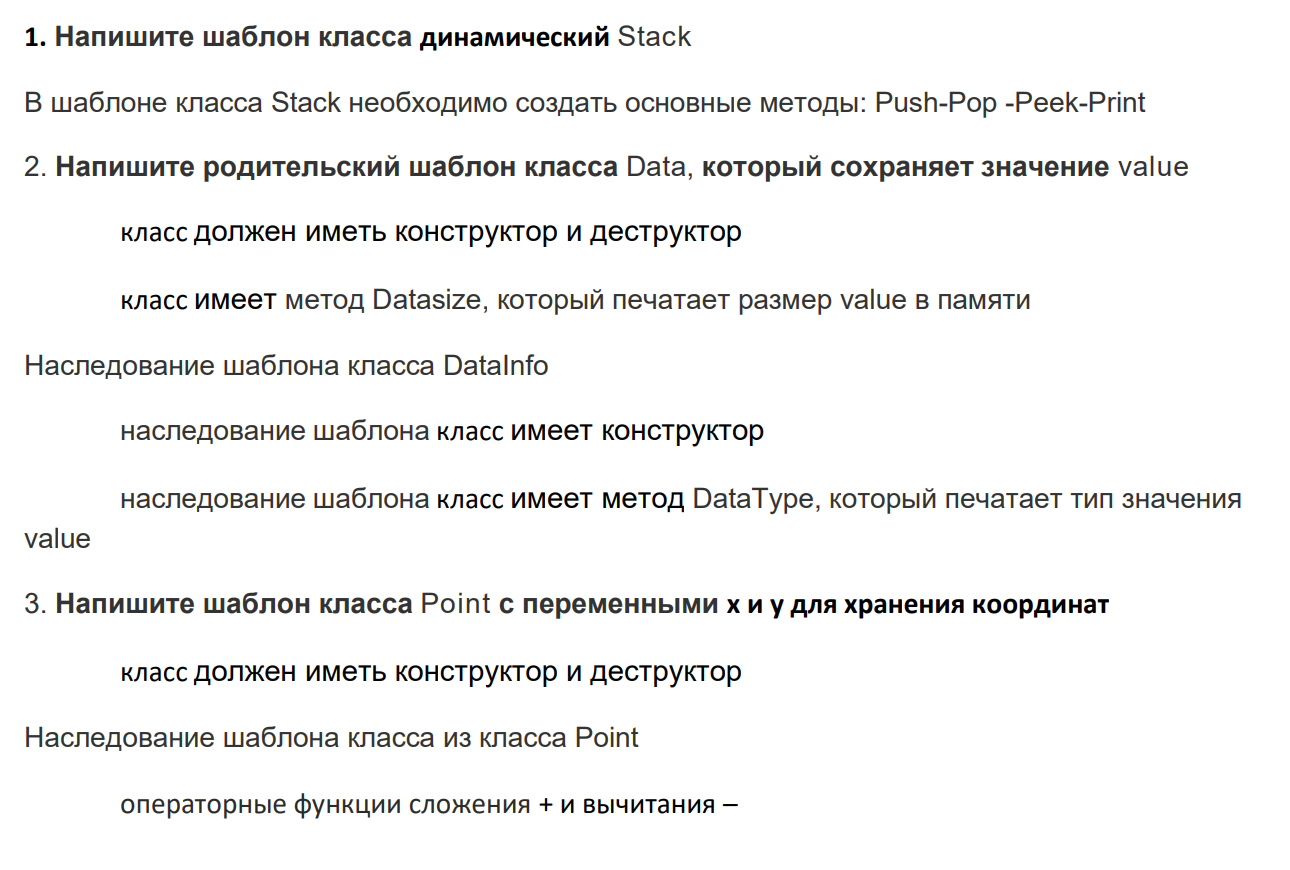 1. Напишите шаблон класса динамический Stack
В шаблоне класса Stack необходимо создать основные методы: Push-Pop -Peek-Print
2. Напишите родительский шаблон класса Data, который сохраняет значение value
класс должен иметь конструктор и деструктор
класс имеет метод Datasize, который печатает размер value в памяти
Наследование шаблона класса DataInfo
наследование шаблона класс имеет конструктор
наследование шаблона класс имеет метод DataType, который печатает тип значения
value
3. Напишите шаблон класса Point с переменными x и y для хранения координат
класс должен иметь конструктор и деструктор
Наследование шаблона класса из класса Point
операторные функции сложения + и вычитания –